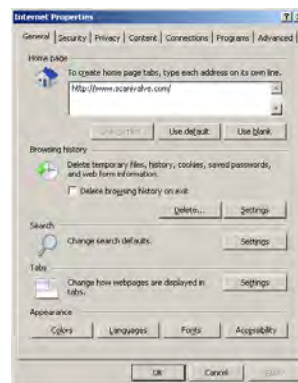 Internet Properties
General Security Privacy Content Connections Programs Advanced
Home page
To create home page tabs, type each address on its own line.
http://www.scanivalve.com/
Use current Use default Use blank
Browsing history
Delete temporary files, history, cookies, saved passwords,
and web form information.
Delete browsing history on exit
Delete... Settings
Search
Change search defaults.
Settings
Tabs
Change how webpages are displayed in
tabs.
Settings
Appearance
Colors Languages Fonts Accessibility
OK Cancel Apply